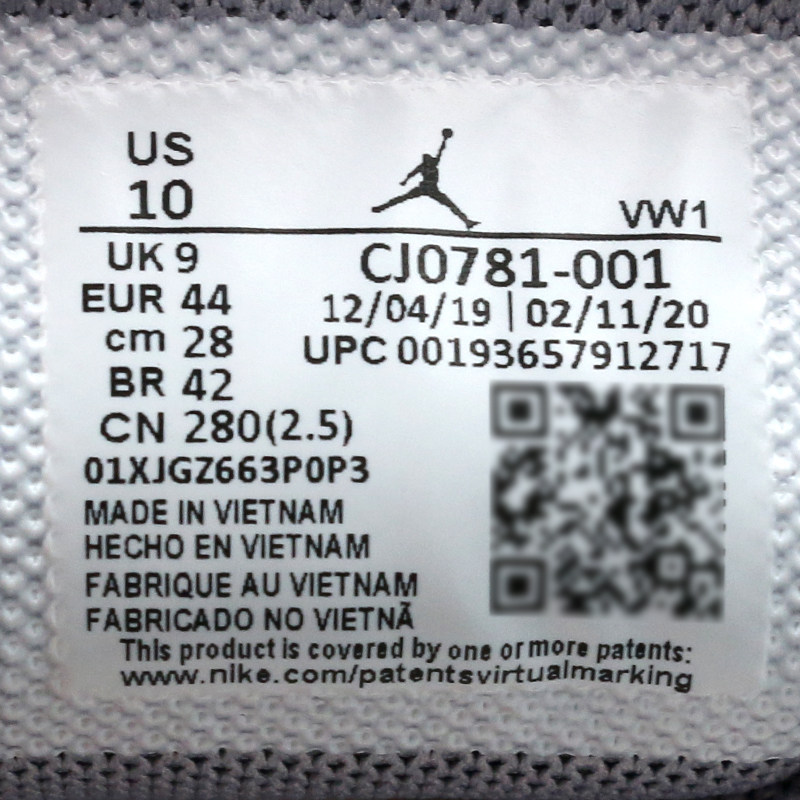 US
10
VW1
UK 9
CJ0781-001
EUR 44
12/04/19 | 02/11/20
cm 28
UPC 00193657912717
BR 42
CN 280(2.5)
01XJGZ663P0P3
MADE IN VIETNAM
HECHO EN VIETNAM
FABRIQUE AU VIETNAM
FABRICADO NO VIETNÃ
This product is covered by one or more patents:
www.nike.com/patentsvirtualmarking